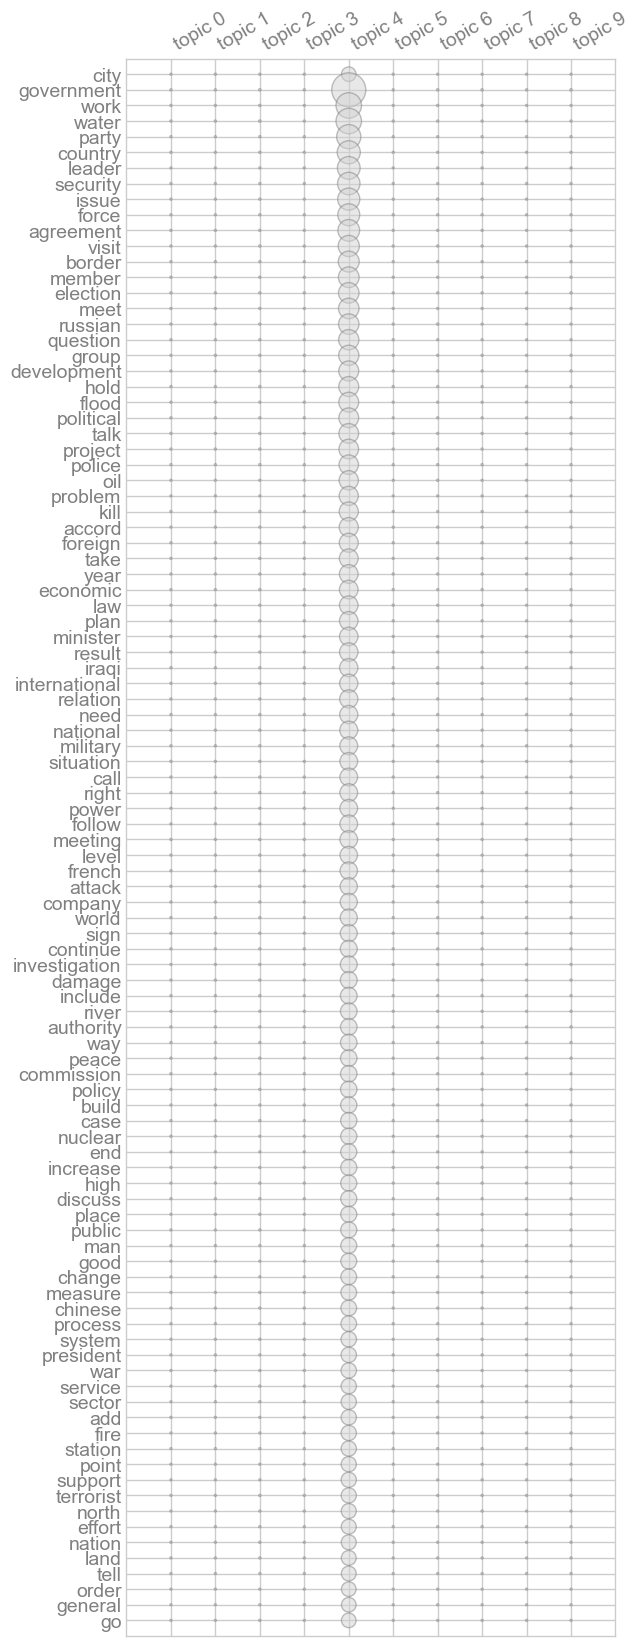 topic 0 topic 1 topic 2 topic 3 topic 4 topic 5 topic 6 topic 7 topic 8 topic 9
city
government
work
water
party
country
leader
security
issue
force
agreement
visit
border
member
election
meet
russian
question
group
development
hold
flood
political
talk
project
police
oil
problem
kill
accord
foreign
take
year
economic
law
plan
minister
result
iraqi
international
relation
need
national
military
situation
call
right
power
follow
meeting
level
french
attack
company
world
sign
continue
investigation
damage
include
river
authority
way
peace
commission
policy
build
case
nuclear
end
increase
high
discuss
place
public
man
good
change
measure
chinese
process
system
president
war
service
sector
add
fire
station
point
support
terrorist
north
effort
nation
land
tell
order
general
go